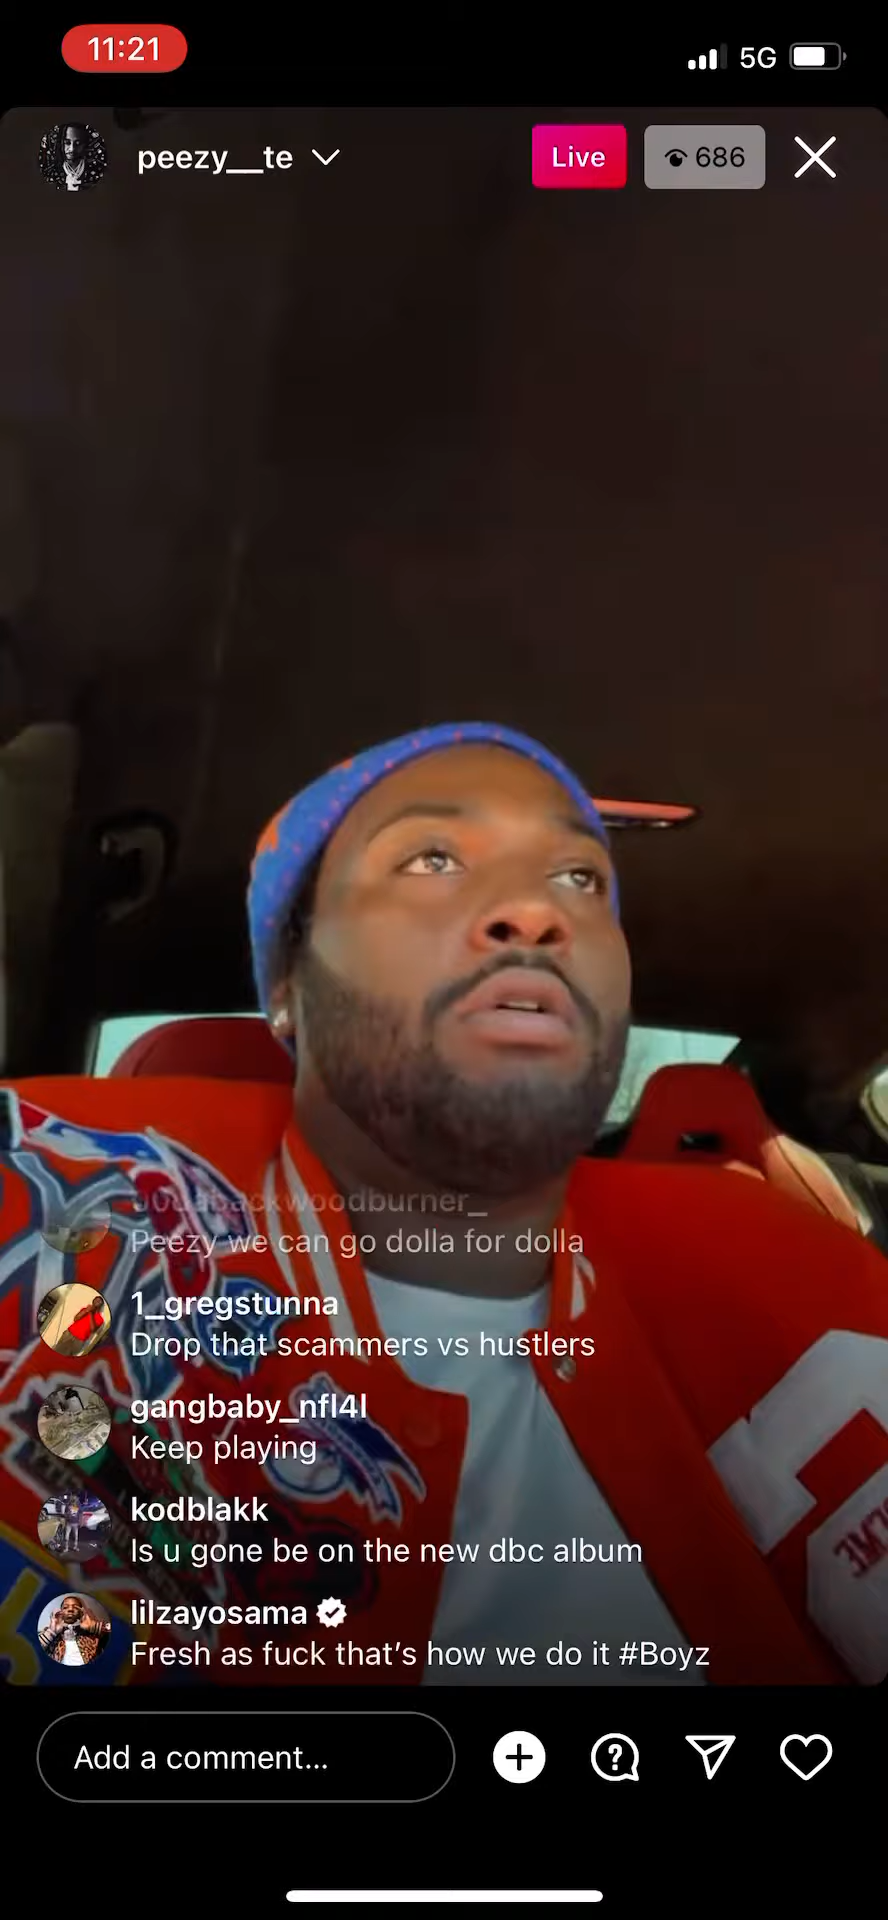 11:21
5G
peezy__te
Live
686
Peezy we can go dolla for dolla
1_gregstunna
Drop that scammers vs hustlers
gangbaby_nfl4l
Keep playing
kodblakk
Is u gone be on the new dbc album
lilzayosama
Fresh as fuck that’s how we do it #Boyz
Add a comment...